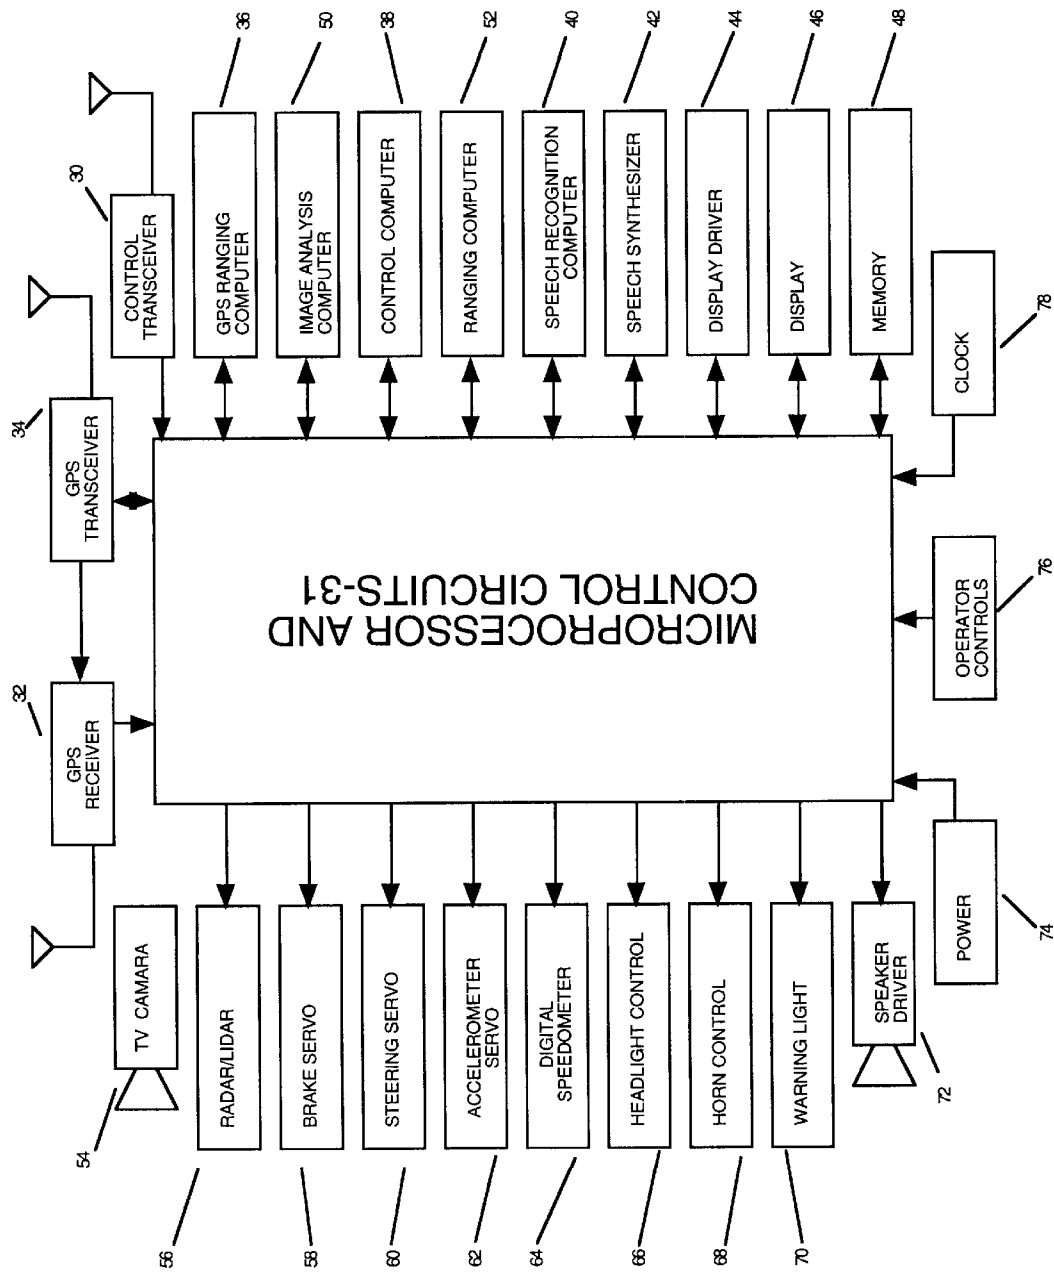 54
TV CAMARA
56
RADAR/LIDAR
58
BRAKE SERVO
60
STEERING SERVO
62
ACCELEROMETER
SERVO
64
DIGITAL
SPEEDOMETER
66
HEADLIGHT CONTROL
68
HORN CONTROL
70
WARNING LIGHT
72
SPEAKER
DRIVER
32
GPS
RECEIVER
34
GPS
TRANSCEIVER
30
CONTROL
TRANSCEIVER
MICROPROCESSOR AND
CONTROL CIRCUITS-31
36
GPS RANGING
COMPUTER
50
IMAGE ANALYSIS
COMPUTER
38
CONTROL COMPUTER
52
RANGING COMPUTER
40
SPEECH RECOGNITION
COMPUTER
42
SPEECH SYNTHESIZER
44
DISPLAY DRIVER
46
DISPLAY
48
MEMORY
POWER
74
OPERATOR
CONTROLS
76
CLOCK
78